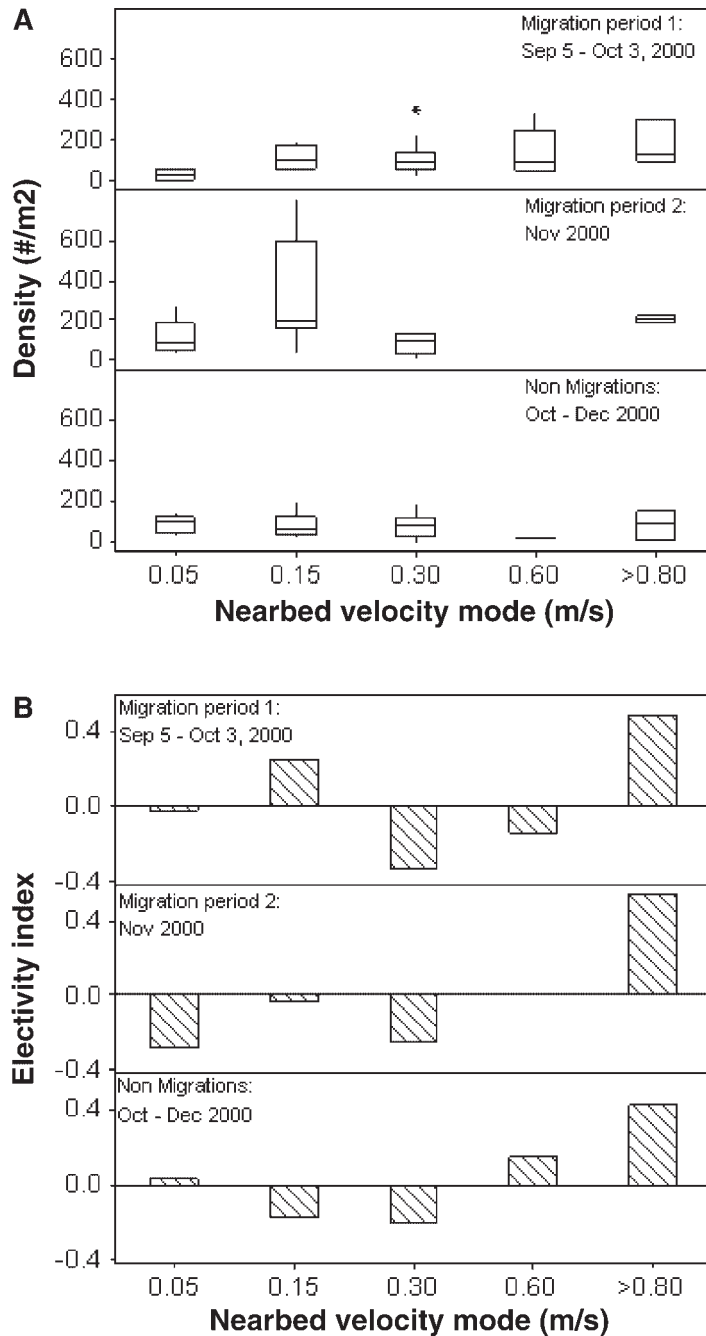 A
Migration period 1:
Sep 5 - Oct 3, 2000
600
400
200
0
Migration period 2:
Nov 2000
600
400
200
0
Non Migrations:
Oct - Dec 2000
600
400
200
0
Density (#/m2)
0.05 0.15 0.30 0.60 >0.80
Nearbed velocity mode (m/s)
B
Migration period 1:
Sep 5 - Oct 3, 2000
0.4
0.0
-0.4
Migration period 2:
Nov 2000
0.4
0.0
-0.4
Non Migrations:
Oct - Dec 2000
0.4
0.0
-0.4
Electivity index
0.05 0.15 0.30 0.60 >0.80
Nearbed velocity mode (m/s)